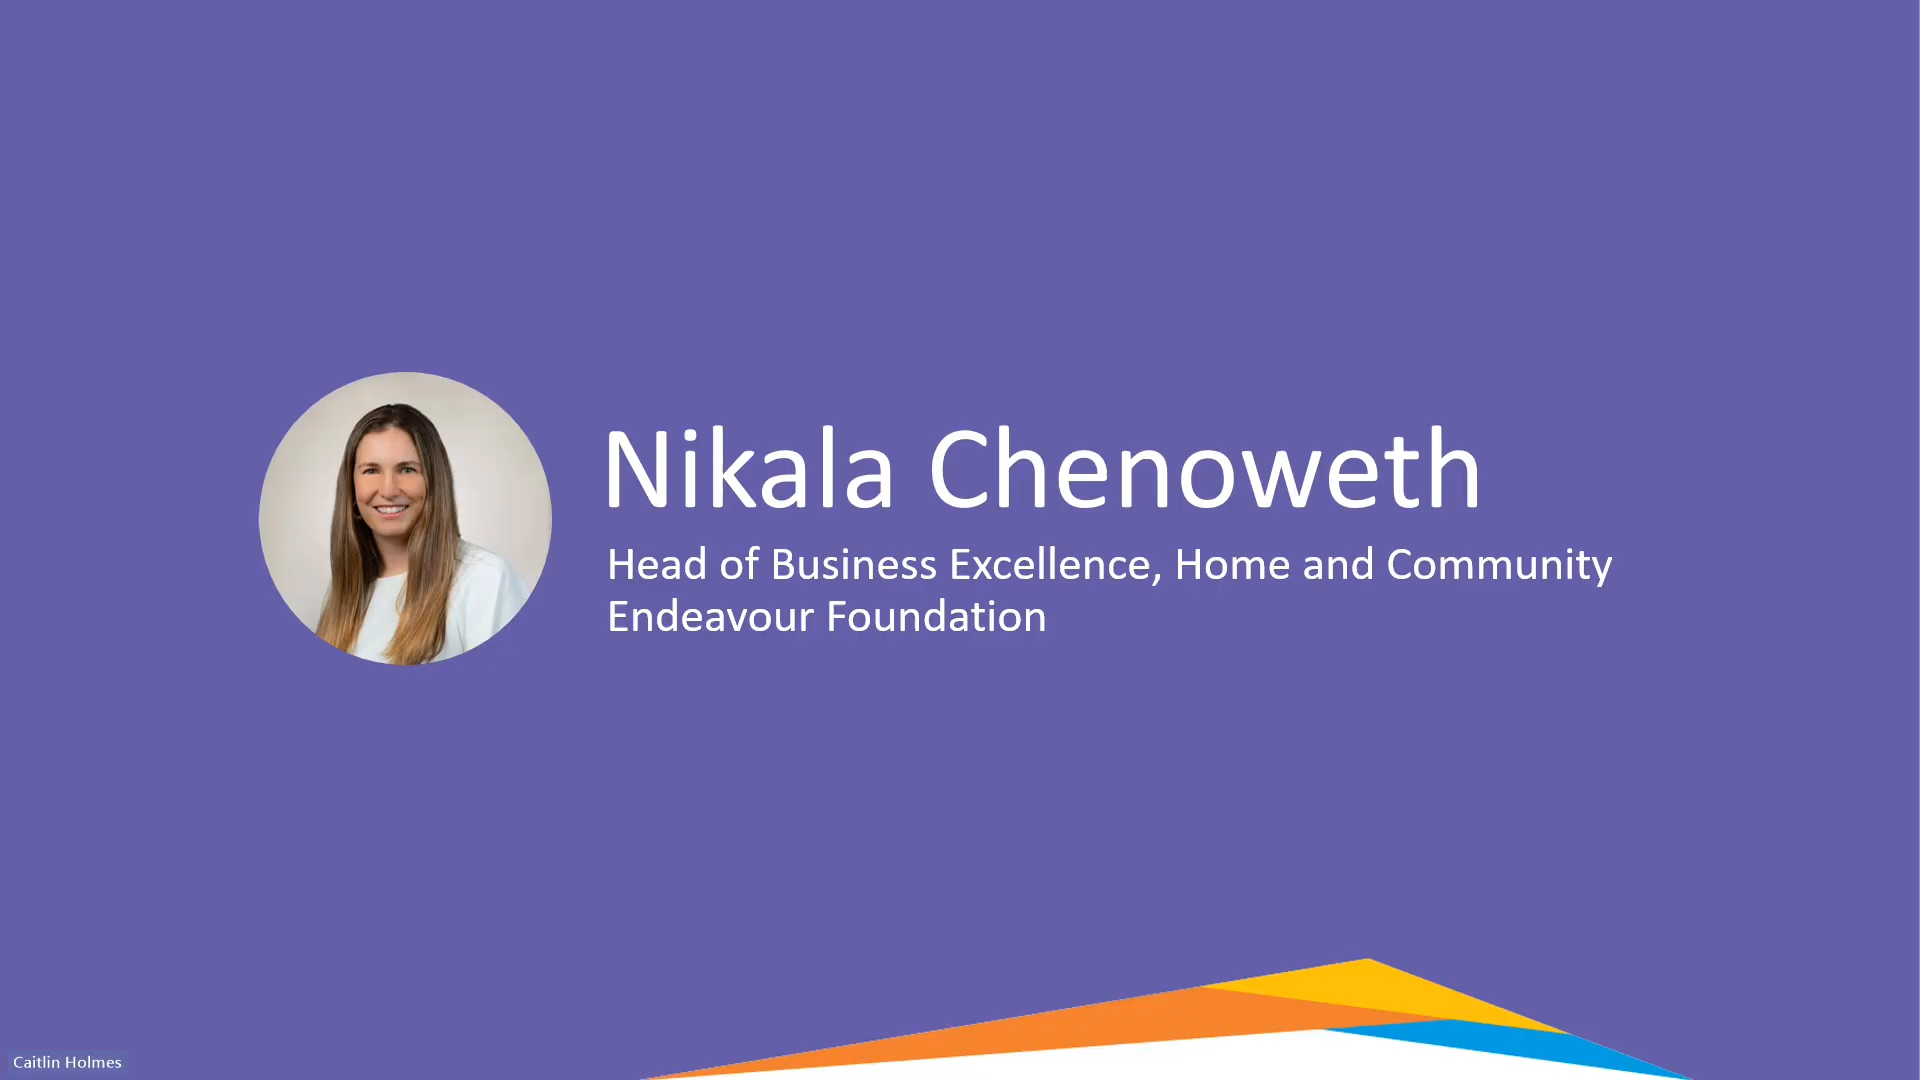 Nikala Chenoweth
Head of Business Excellence, Home and Community
Endeavour Foundation
Caitlin Holmes